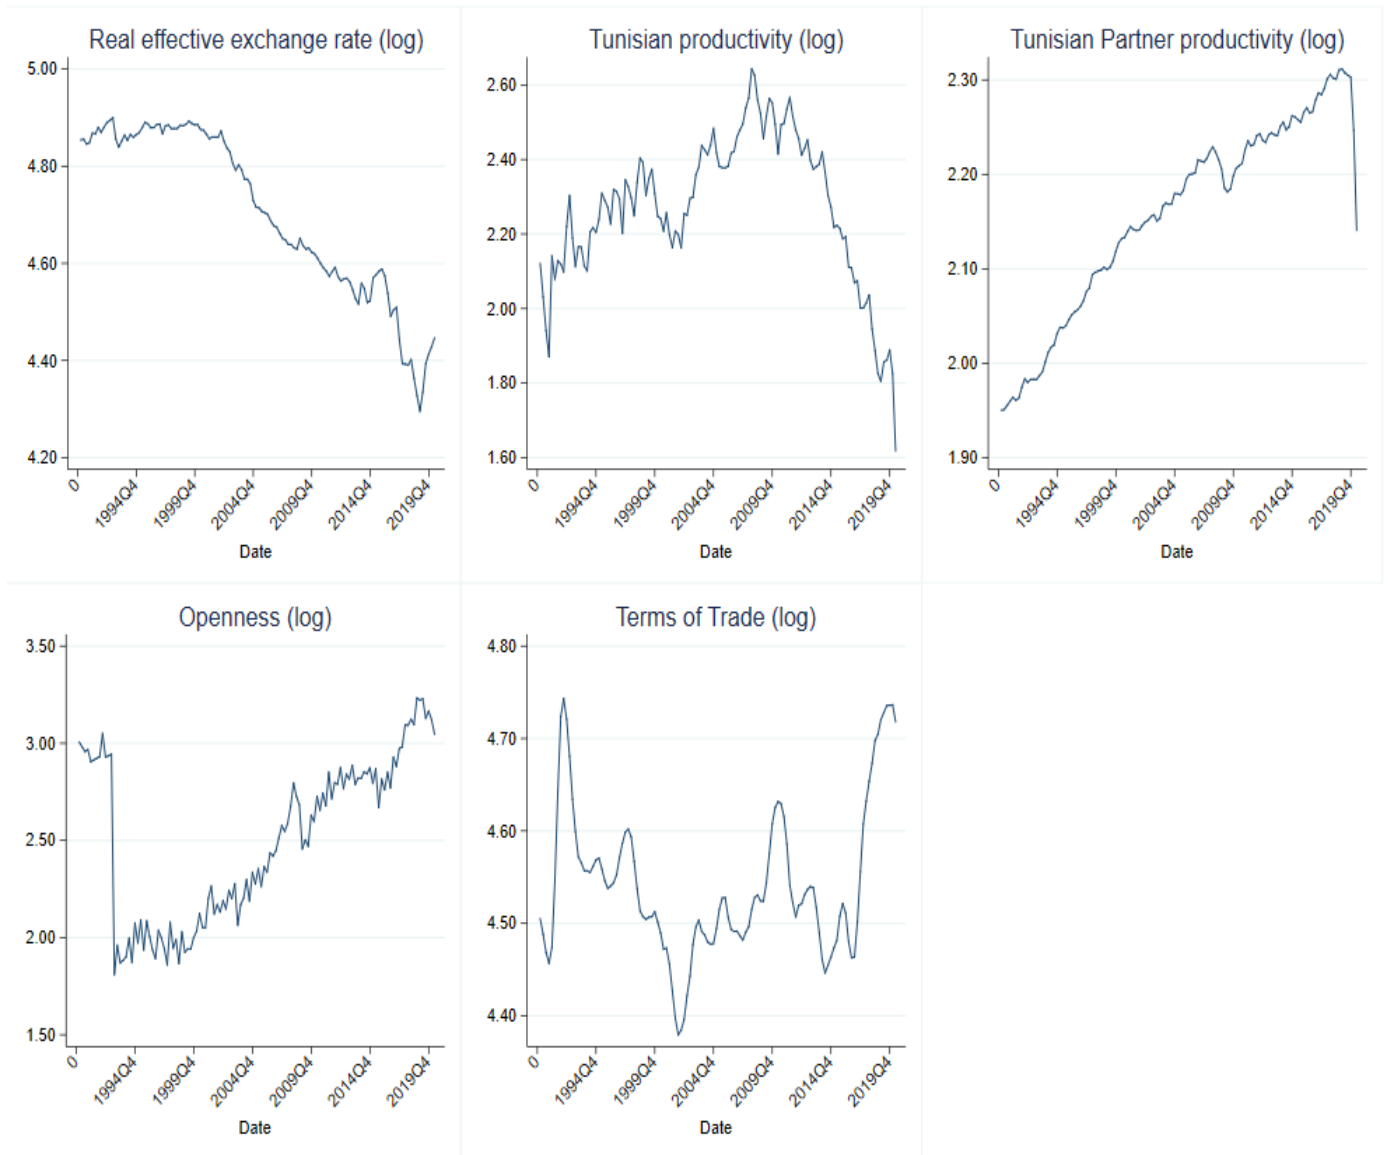 Real effective exchange rate (log)
5.00
4.80
4.60
4.40
4.20
0
1994Q4
1999Q4
2004Q4
2009Q4
2014Q4
2019Q4
Date
Tunisian productivity (log)
2.60
2.40
2.20
2.00
1.80
1.60
0
1994Q4
1999Q4
2004Q4
2009Q4
2014Q4
2019Q4
Date
Tunisian Partner productivity (log)
2.30
2.20
2.10
2.00
1.90
0
1994Q4
1999Q4
2004Q4
2009Q4
2014Q4
2019Q4
Date
Openness (log)
3.50
3.00
2.50
2.00
1.50
0
1994Q4
1999Q4
2004Q4
2009Q4
2014Q4
2019Q4
Date
Terms of Trade (log)
4.80
4.70
4.60
4.50
4.40
0
1994Q4
1999Q4
2004Q4
2009Q4
2014Q4
2019Q4
Date